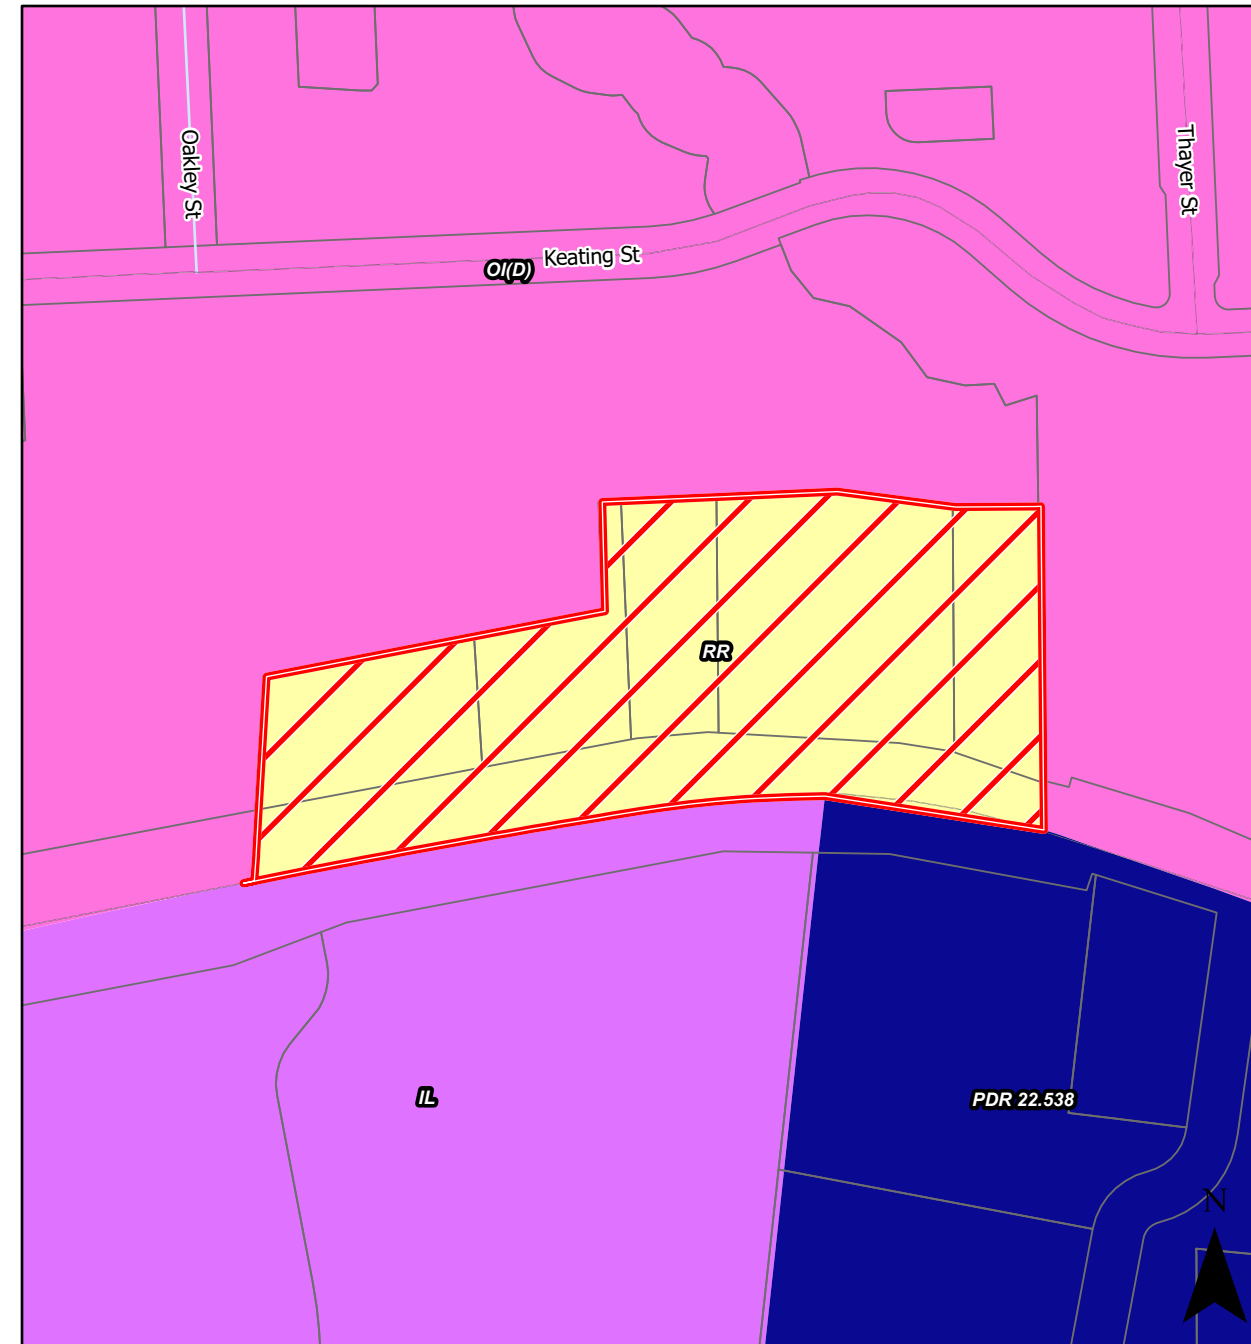 Oakley St
Thayer St
Keating St
OI(D)
RR
IL
PDR 22.538
N